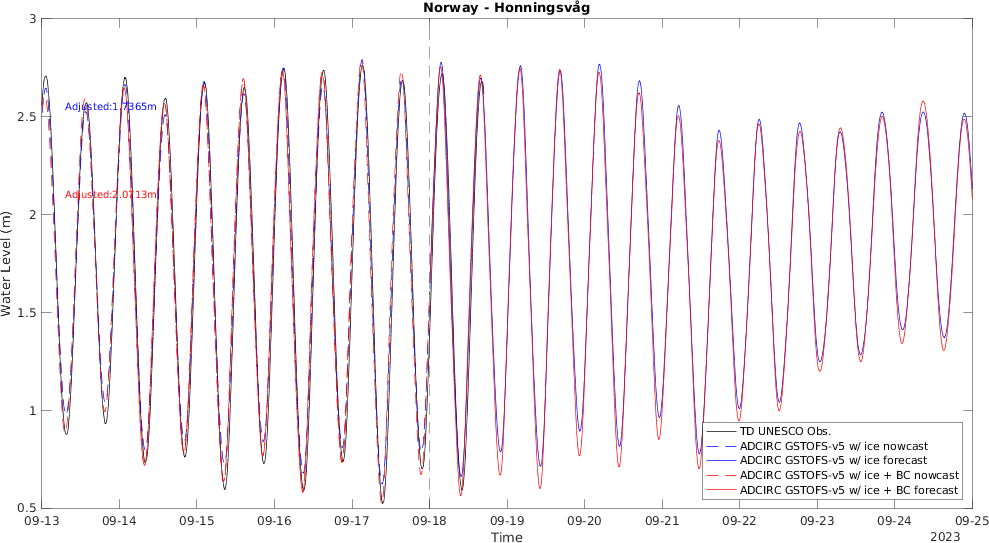 Norway - Honningsvåg
3
2.5
2
1.5
1
0.5
Water Level (m)
Adjusted:1.7365m
Adjusted:2.0713m
TD UNESCO Obs.
ADCIRC GSTOFS-v5 w/ ice nowcast
ADCIRC GSTOFS-v5 w/ ice forecast
ADCIRC GSTOFS-v5 w/ ice + BC nowcast
ADCIRC GSTOFS-v5 w/ ice + BC forecast
09-13 09-14 09-15 09-16 09-17 09-18 09-19 09-20 09-21 09-22 09-23 09-24 09-25
Time
2023